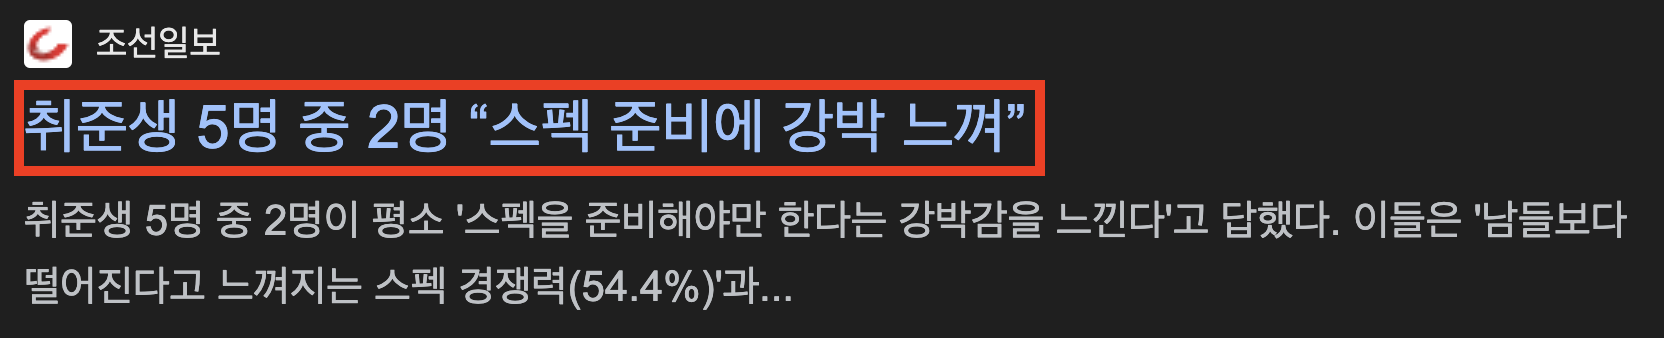 조선일보
취준생 5명 중 2명 “스펙 준비에 강박 느껴”
취준생 5명 중 2명이 평소 '스펙을 준비해야만 한다는 강박감을 느낀다'고 답했다. 이들은 '남들보다
떨어진다고 느껴지는 스펙 경쟁력(54.4%)'과...